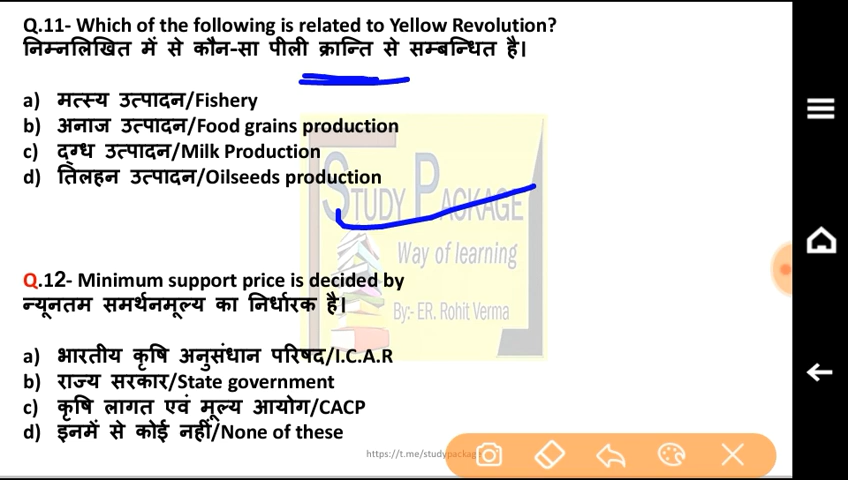 Q.11- Which of the following is related to Yellow Revolution?
निम्नलिखित में से कौन-सा पीली क्रान्ति से सम्बन्धित है।
a) मत्स्य उत्पादन/Fishery
b) अनाज उत्पादन/Food grains production
c) दुग्ध उत्पादन/Milk Production
d) तिलहन उत्पादन/Oilseeds production
STUDY PACKAGE
Way of learning
Q.12- Minimum support price is decided by
न्यूनतम समर्थनमूल्य का निर्धारक है।
By:- ER. Rohit Verma
a) भारतीय कृषि अनुसंधान परिषद/I.C.A.R
b) राज्य सरकार/State government
c) कृषि लागत एवं मूल्य आयोग/CACP
d) इनमें से कोई नहीं/None of these
https://t.me/studypackage